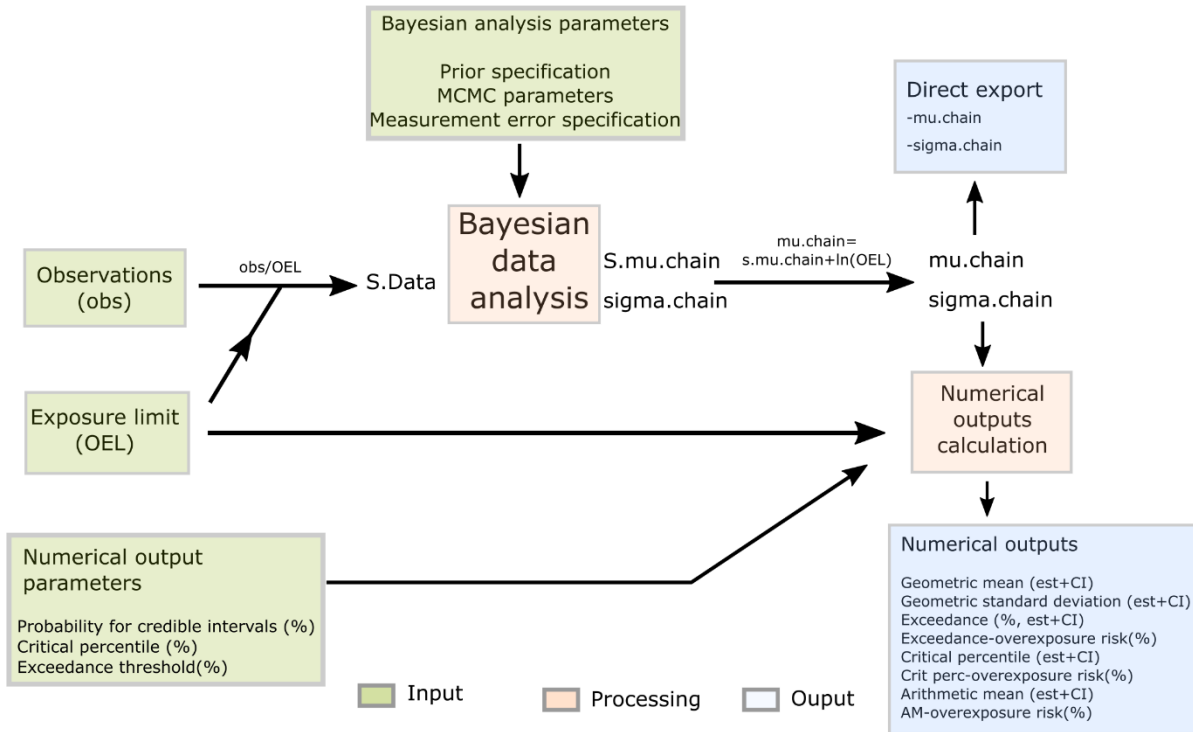 Bayesian analysis parameters
Prior specification
MCMC parameters
Measurement error specification
Direct export
-mu.chain
-sigma.chain
Observations
(obs)
obs/OEL
S.Data
Bayesian
data
analysis
S.mu.chain
sigma.chain
mu.chain=
s.mu.chain+ln(OEL)
mu.chain
sigma.chain
Exposure limit
(OEL)
Numerical
outputs
calculation
Numerical output
parameters
Probability for credible intervals (%)
Critical percentile (%)
Exceedance threshold(%)
Numerical outputs
Geometric mean (est+CI)
Geometric standard deviation (est+CI)
Exceedance (%, est+CI)
Exceedance-overexposure risk(%)
Critical percentile (est+CI)
Crit perc-overexposure risk(%)
Arithmetic mean (est+CI)
AM-overexposure risk(%)
Input
Processing
Ouput